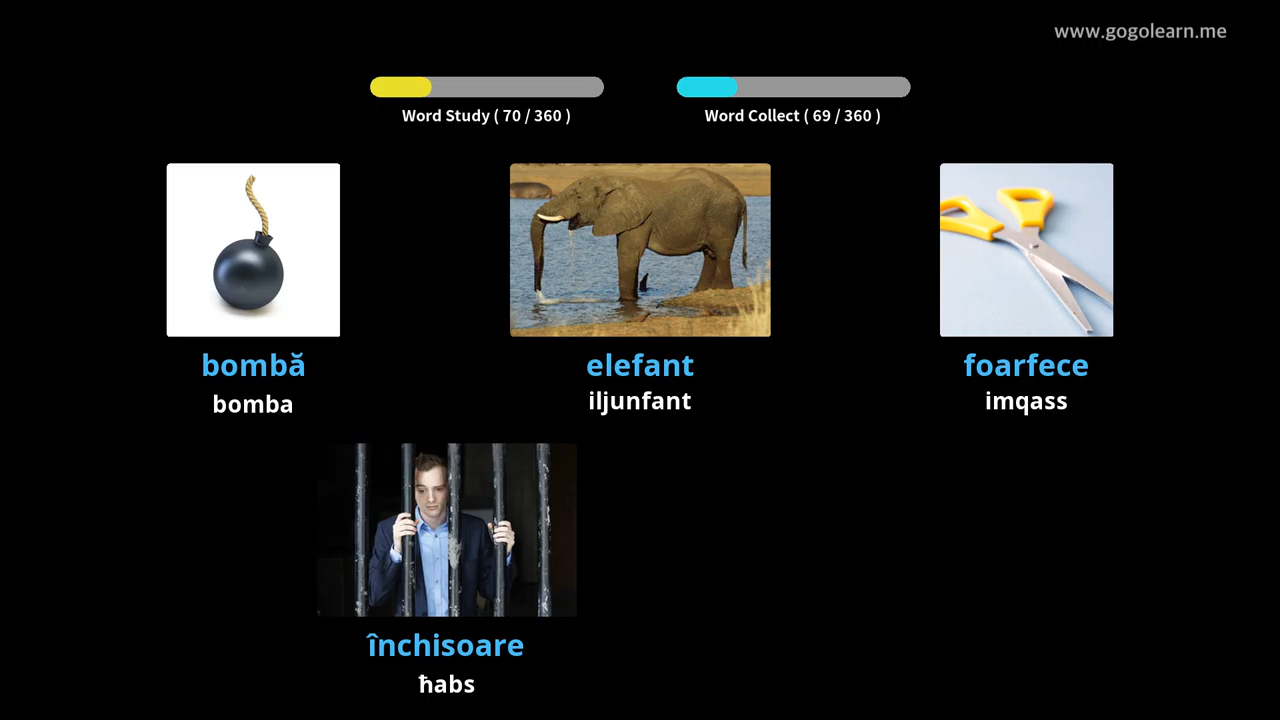 www.gogolearn.me
Word Study ( 70 / 360 )
Word Collect ( 69 / 360 )
bombă
bomba
elefant
iljunfant
foarfece
imqass
închisoare
ħabs